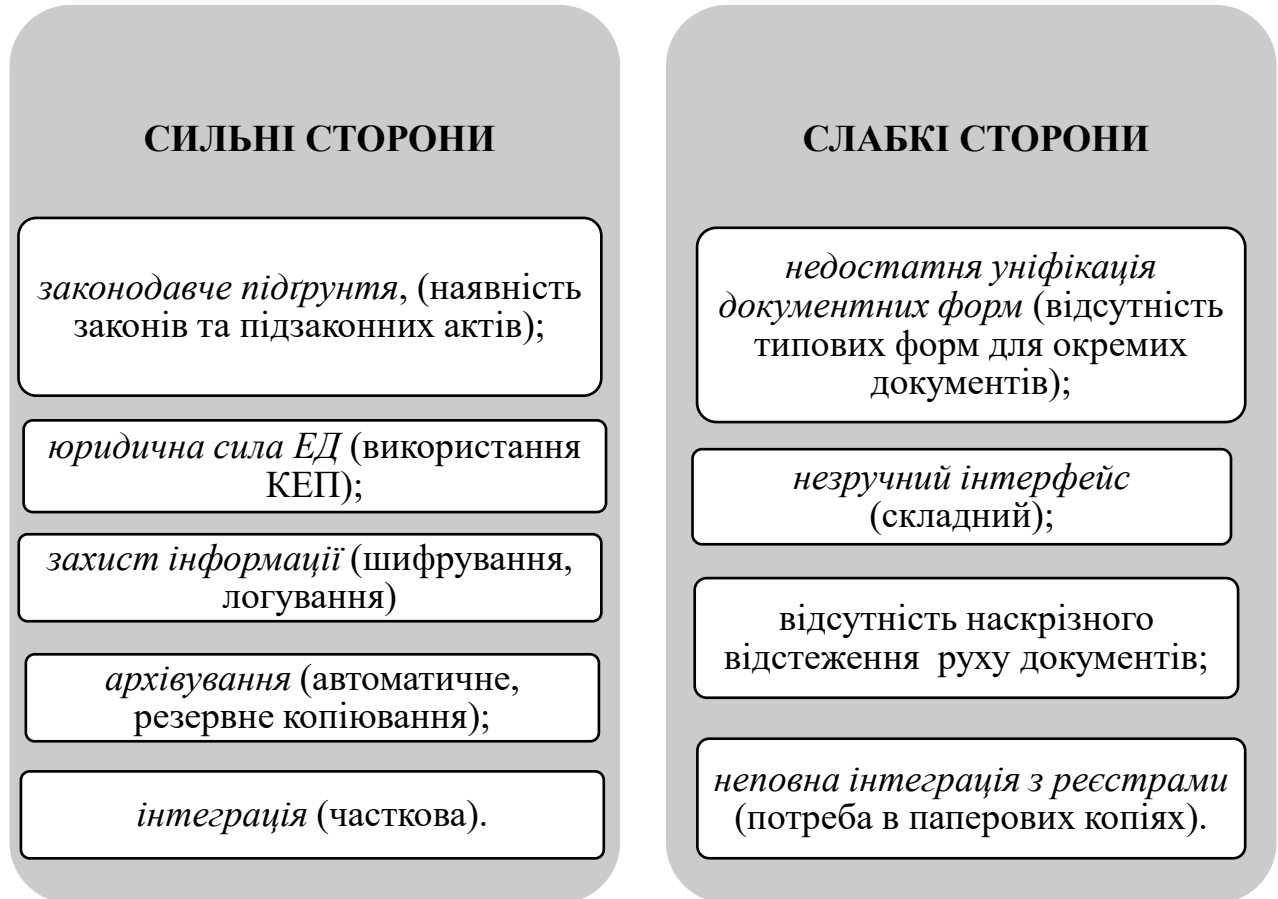 СИЛЬНІ СТОРОНИ
законодавче підґрунтя, (наявність
законів та підзаконних актів);
юридична сила ЕД (використання
КЕП);
захист інформації (шифрування,
логування)
архівування (автоматичне,
резервне копіювання);
інтеграція (часткова).
СЛАБКІ СТОРОНИ
недостатня уніфікація
документних форм (відсутність
типових форм для окремих
документів);
незручний інтерфейс
(складний);
відсутність наскрізного
відстеження руху документів;
неповна інтеграція з реєстрами
(потреба в паперових копіях).